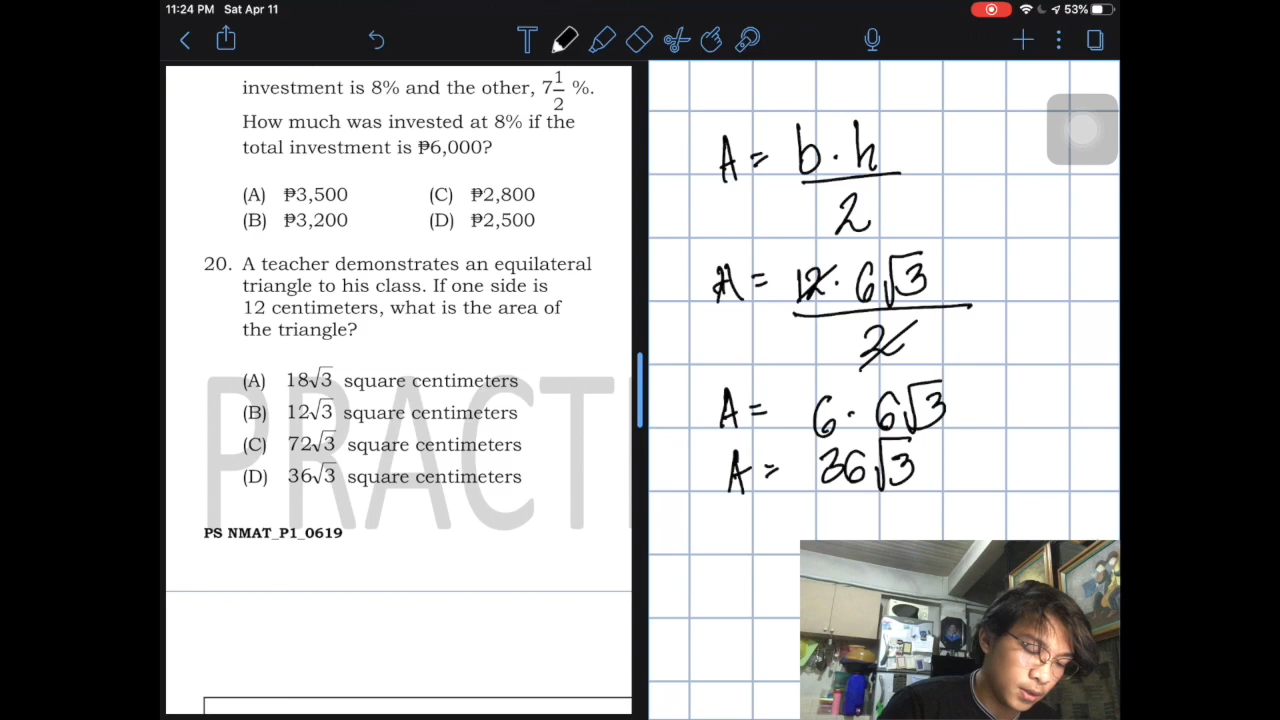 11:24 PM Sat Apr 11
53%
investment is 8% and the other, 7 1/2 %.
How much was invested at 8% if the
total investment is ₱6,000?
(A) ₱3,500 (C) ₱2,800
(B) ₱3,200 (D) ₱2,500
20. A teacher demonstrates an equilateral
triangle to his class. If one side is
12 centimeters, what is the area of
the triangle?
(A) 18√3 square centimeters
(B) 12√3 square centimeters
(C) 72√3 square centimeters
(D) 36√3 square centimeters
PRACTI
PS NMAT_P1_0619
T
A = b · h
2
A = 12 · 6√3
2
A = 6 · 6√3
A = 36√3